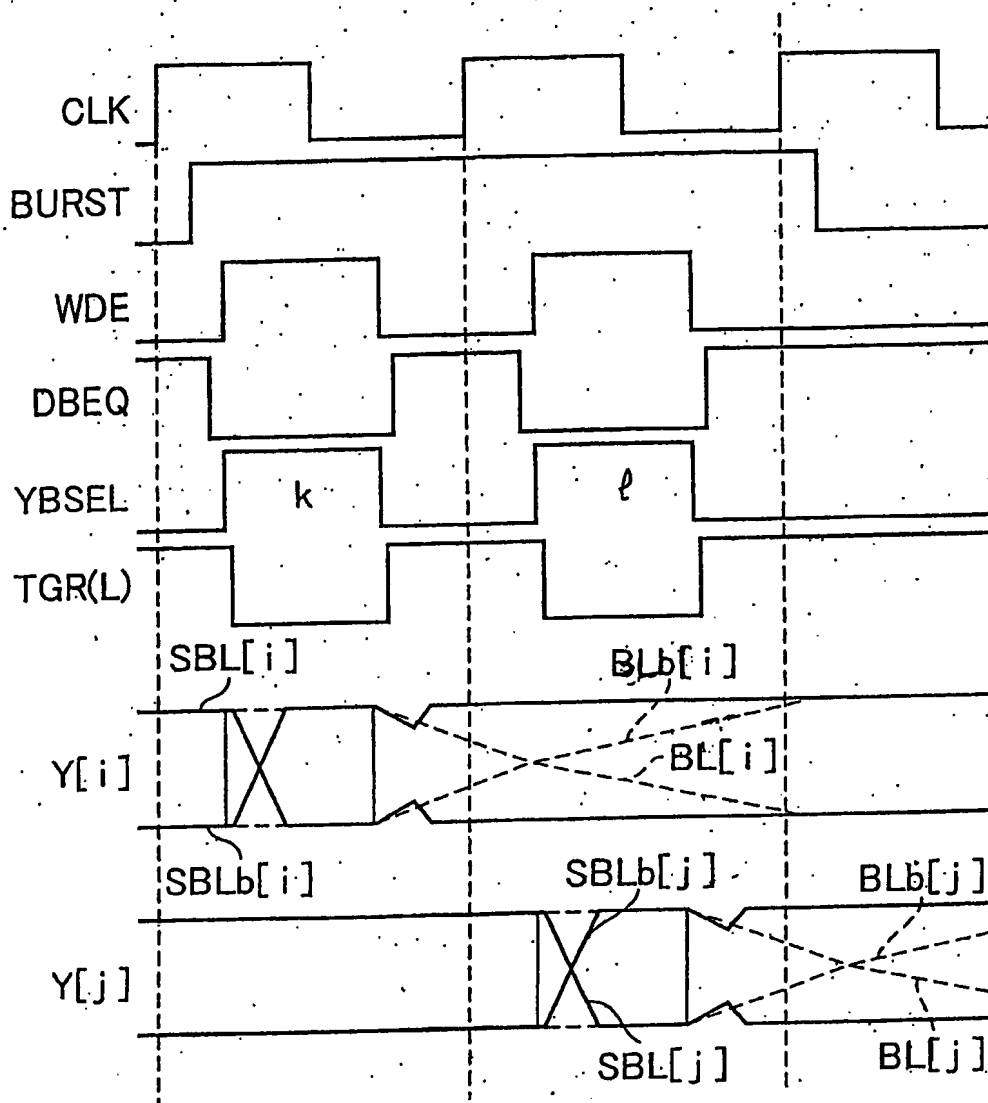 CLK
BURST
WDE
DBEQ
YBSEL
k
ℓ
TGR(L)
SBL[i]
BLb[i]
Y[i]
BL[i]
SBLb[i]
SBLb[j]
BLb[j]
Y[j]
SBL[j]
BL[j]